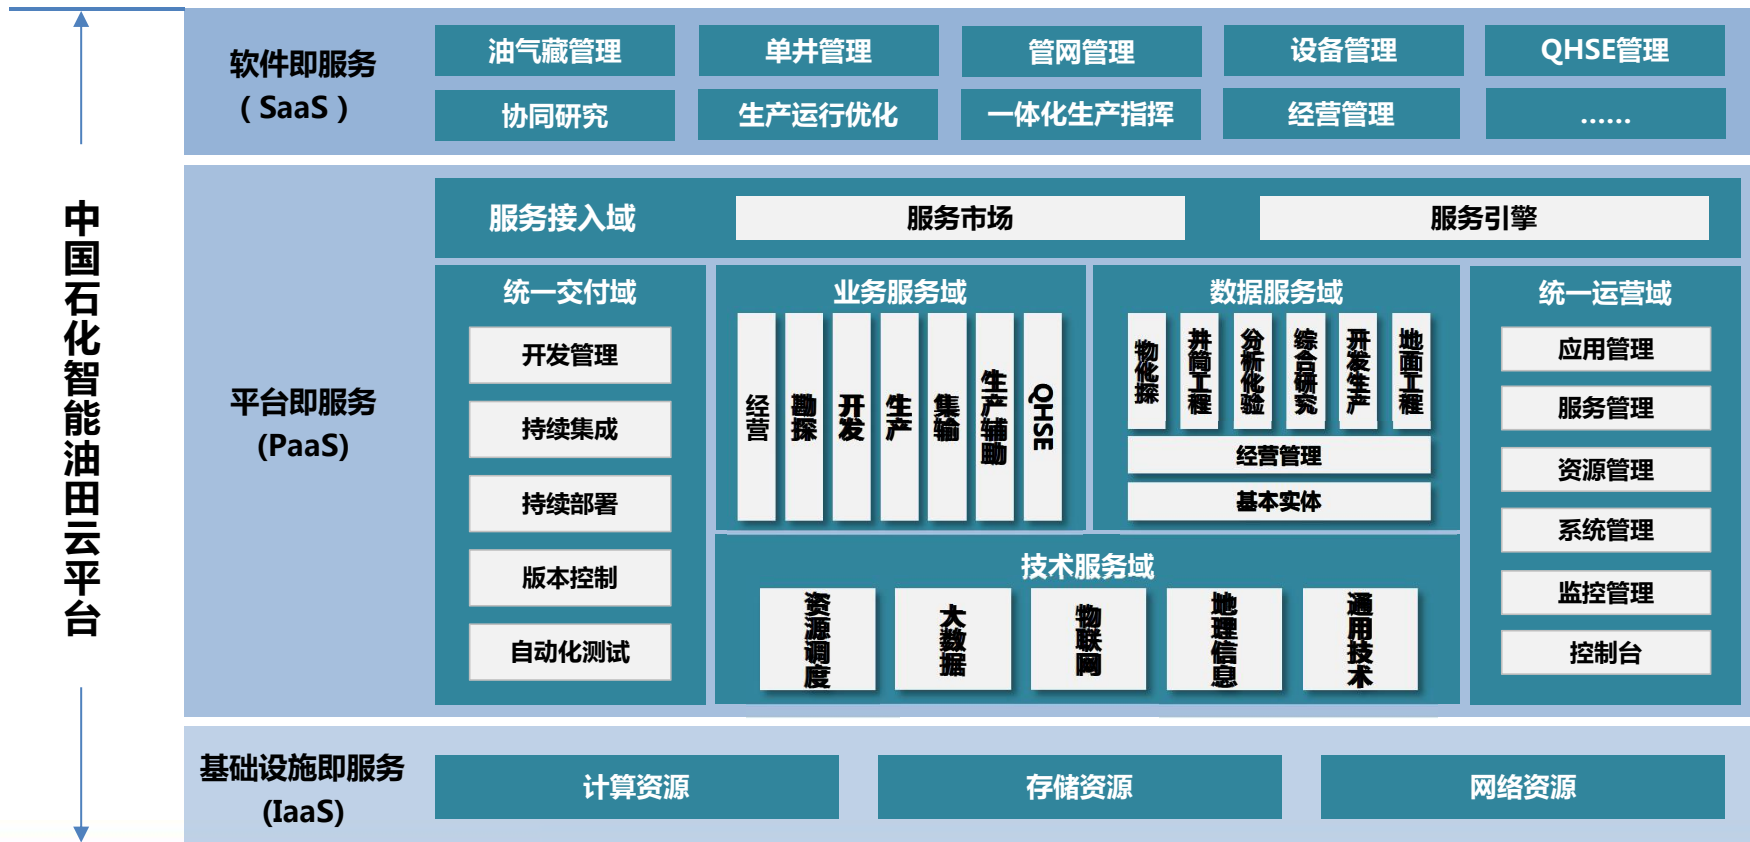 中国石化智能油田云平台
软件即服务
（SaaS）
油气藏管理
单井管理
管网管理
设备管理
QHSE管理
协同研究
生产运行优化
一体化生产指挥
经营管理
……
平台即服务
(PaaS)
服务接入域
服务市场
服务引擎
统一交付域
开发管理
持续集成
持续部署
版本控制
自动化测试
业务服务域
经营
勘探
开发
生产
集输
生产辅助
QHSE
数据服务域
物化探
井筒工程
分析化验
综合研究
开发生产
地面工程
经营管理
基本实体
技术服务域
资源调度
大数据
物联网
地理信息
通用技术
统一运营域
应用管理
服务管理
资源管理
系统管理
监控管理
控制台
基础设施即服务
(IaaS)
计算资源
存储资源
网络资源